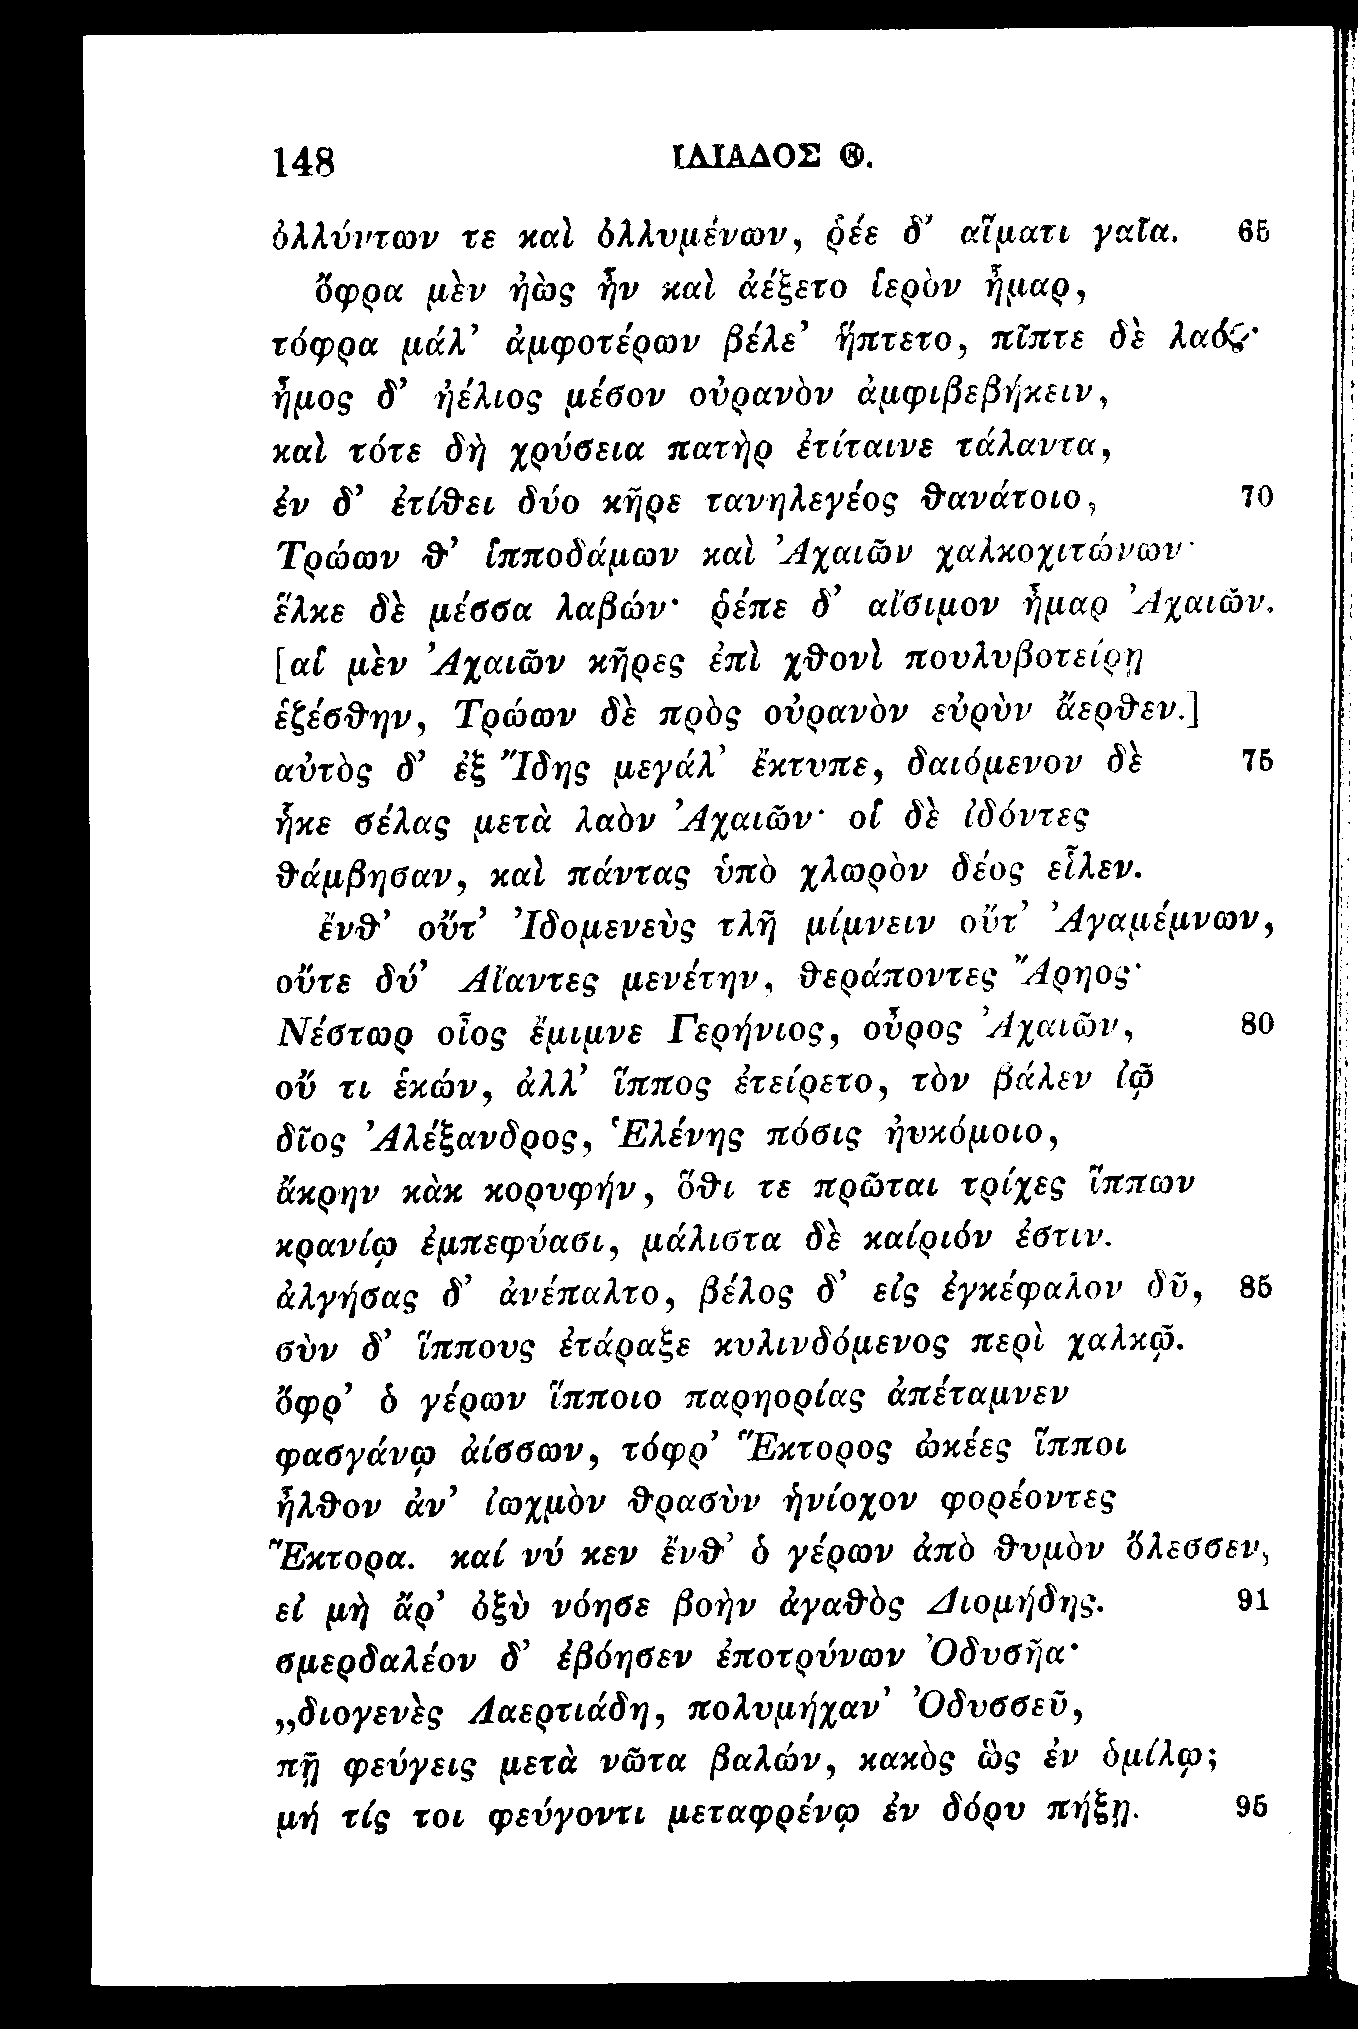 148 ΙΛΙΑΔΟΣ Θ.
ὀλλύντων τε καὶ ὀλλυμένων, ῥέε δ’ αἵματι γαῖα. 65
ὄφρα μὲν ἠὼς ἦν καὶ ἀέξετο ἱερὸν ἦμαρ,
τόφρα μάλ’ ἀμφοτέρων βέλε’ ἥπτετο, πῖπτε δὲ λαός·
ἦμος δ’ ἠέλιος μέσον οὐρανὸν ἀμφιβεβήκειν,
καὶ τότε δὴ χρύσεια πατὴρ ἐτίταινε τάλαντα,
ἐν δ’ ἐτίθει δύο κῆρε τανηλεγέος θανάτοιο, 70
Τρώων θ’ ἱπποδάμων καὶ Ἀχαιῶν χαλκοχιτώνων·
ἕλκε δὲ μέσσα λαβών· ῥέπε δ’ αἴσιμον ἦμαρ Ἀχαιῶν.
[αἱ μὲν Ἀχαιῶν κῆρες ἐπὶ χθονὶ πουλυβοτείρῃ
ἑζέσθην, Τρώων δὲ πρὸς οὐρανὸν εὐρὺν ἄερθεν.]
αὐτὸς δ’ ἐξ Ἴδης μεγάλ’ ἔκτυπε, δαιόμενον δὲ 75
ἧκε σέλας μετὰ λαὸν Ἀχαιῶν· οἱ δὲ ἰδόντες
θάμβησαν, καὶ πάντας ὑπὸ χλωρὸν δέος εἷλεν.
ἔνθ’ οὔτ’ Ἰδομενεὺς τλῆ μίμνειν οὔτ’ Ἀγαμέμνων,
οὔτε δύ’ Αἴαντες μενέτην, θεράποντες Ἄρηος·
Νέστωρ οἶος ἔμιμνε Γερήνιος, οὖρος Ἀχαιῶν, 80
οὔ τι ἑκών, ἀλλ’ ἵππος ἐτείρετο, τὸν βάλεν ἰῷ
δῖος Ἀλέξανδρος, Ἑλένης πόσις ἠυκόμοιο,
ἄκρην κὰκ κορυφήν, ὅθι τε πρῶται τρίχες ἵππων
κρανίῳ ἐμπεφύασι, μάλιστα δὲ καίριόν ἐστιν.
ἀλγήσας δ’ ἀνέπαλτο, βέλος δ’ εἰς ἐγκέφαλον δῦ, 85
σὺν δ’ ἵππους ἐτάραξε κυλινδόμενος περὶ χαλκῷ.
ὄφρ’ ὁ γέρων ἵπποιο παρηορίας ἀπέταμνεν
φασγάνῳ ἀίσσων, τόφρ’ Ἕκτορος ὠκέες ἵπποι
ἦλθον ἀν’ ἰωχμὸν θρασὺν ἡνίοχον φορέοντες
Ἕκτορα. καί νύ κεν ἔνθ’ ὁ γέρων ἀπὸ θυμὸν ὄλεσσεν,
εἰ μὴ ἄρ’ ὀξὺ νόησε βοὴν ἀγαθὸς Διομήδης. 91
σμερδαλέον δ’ ἐβόησεν ἐποτρύνων Ὀδυσῆα·
„διογενὲς Λαερτιάδη, πολυμήχαν’ Ὀδυσσεῦ,
πῇ φεύγεις μετὰ νῶτα βαλών, κακὸς ὣς ἐν ὁμίλῳ;
μή τίς τοι φεύγοντι μεταφρένῳ ἐν δόρυ πήξῃ. 95